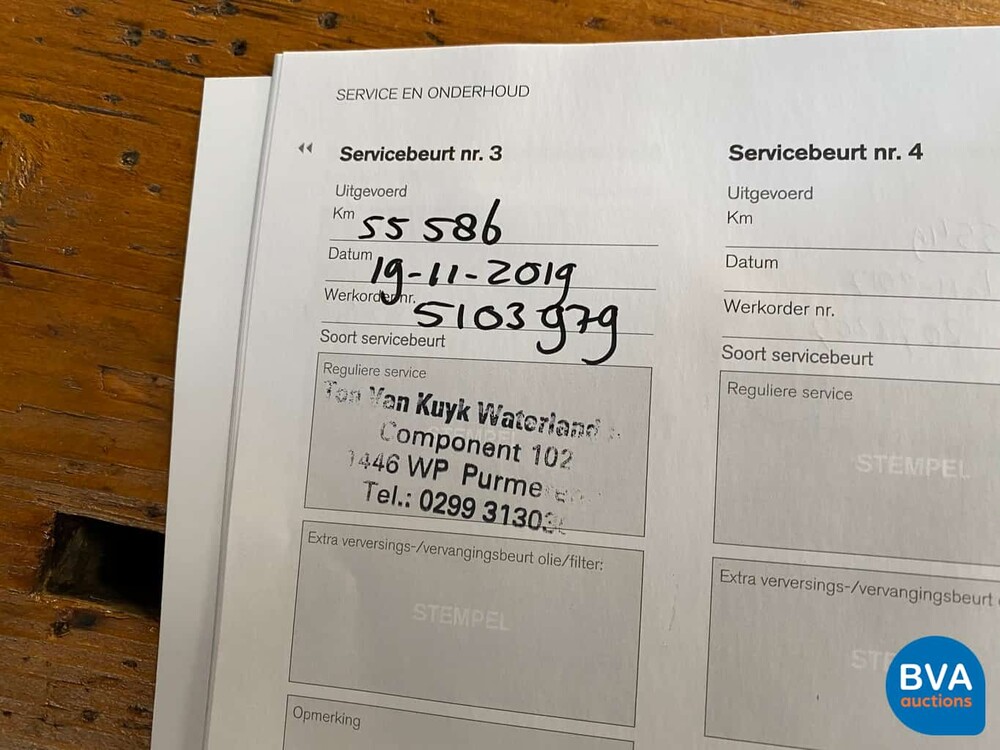 SERVICE EN ONDERHOUD
Servicebeurt nr. 3
Uitgevoerd
Km 55 586
Datum 19-11-2019
Werkorder nr. 5103979
Soort servicebeurt
Reguliere service
Ton Van Kuyk Waterland
Component 102
1446 WP Purme
Tel.: 0299 31303
Extra verversings-/vervangingsbeurt olie/filter:
STEMPEL
Opmerking
Servicebeurt nr. 4
Uitgevoerd
Km
Datum
Werkorder nr.
Soort servicebeurt
Reguliere service
STEMPEL
Extra verversings-/vervangingsbeurt
ST
BVA
auctions